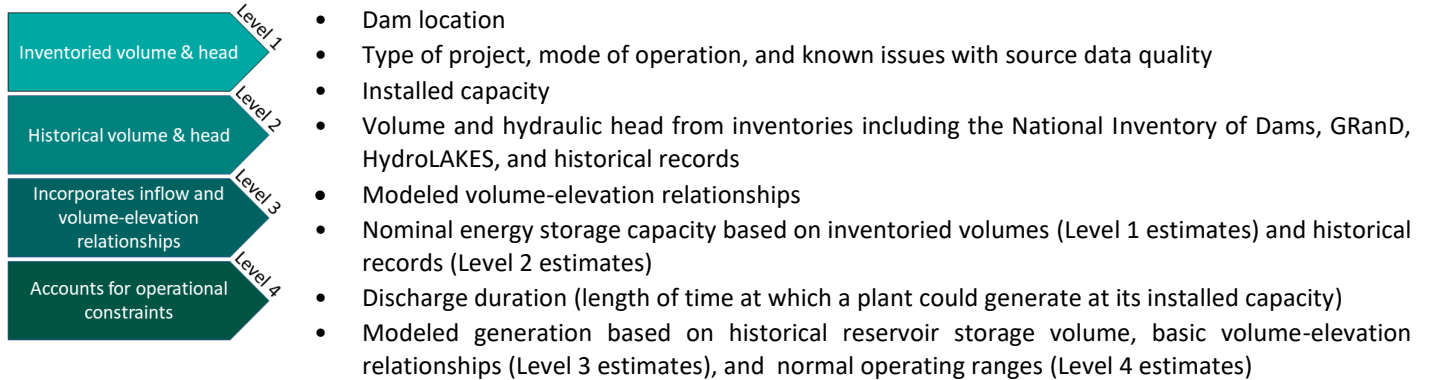 Level 1
Inventoried volume & head
Level 2
Historical volume & head
Level 3
Incorporates inflow and
volume-elevation
relationships
Level 4
Accounts for operational
constraints
• Dam location
• Type of project, mode of operation, and known issues with source data quality
• Installed capacity
• Volume and hydraulic head from inventories including the National Inventory of Dams, GRanD,
HydroLAKES, and historical records
• Modeled volume-elevation relationships
• Nominal energy storage capacity based on inventoried volumes (Level 1 estimates) and historical
records (Level 2 estimates)
• Discharge duration (length of time at which a plant could generate at its installed capacity)
• Modeled generation based on historical reservoir storage volume, basic volume-elevation
relationships (Level 3 estimates), and normal operating ranges (Level 4 estimates)